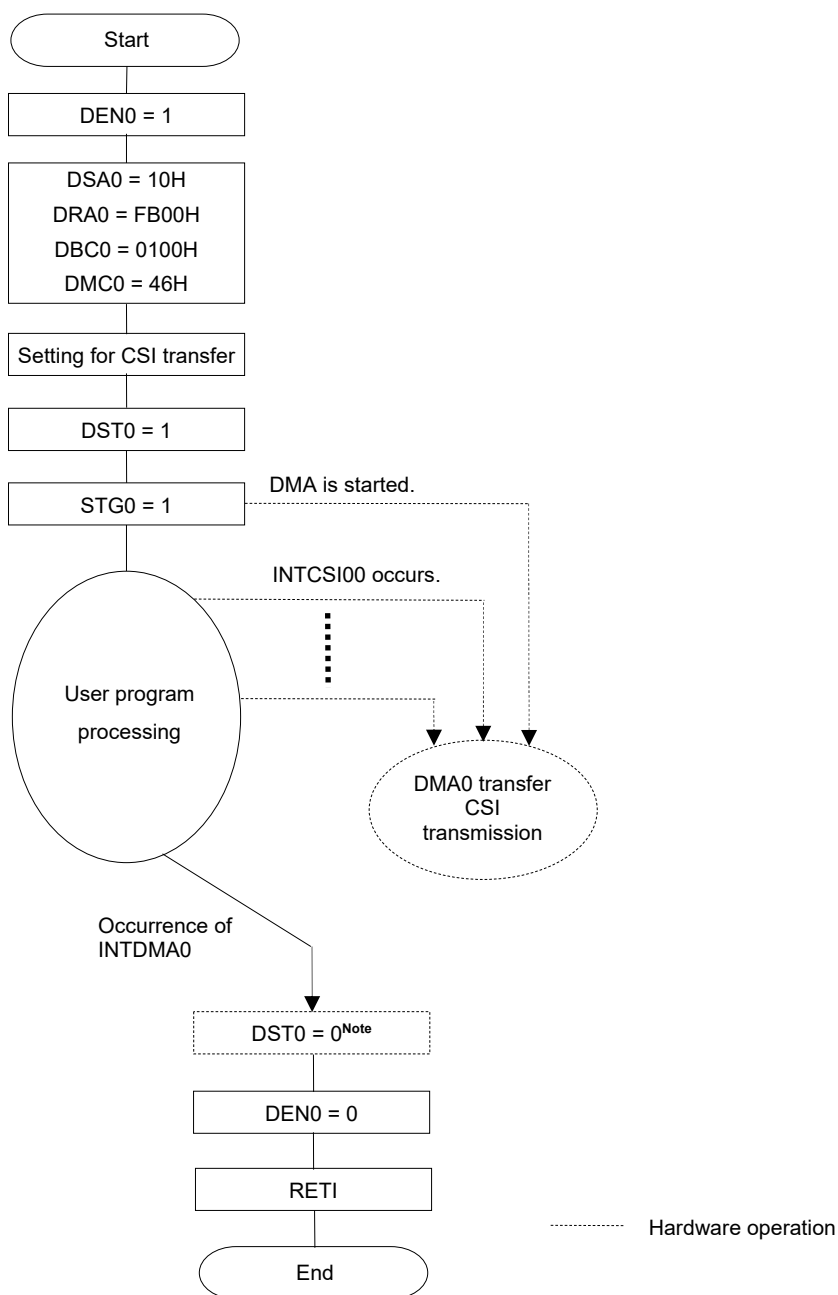 Start
DEN0 = 1
DSA0 = 10H
DRA0 = FB00H
DBC0 = 0100H
DMC0 = 46H
Setting for CSI transfer
DST0 = 1
STG0 = 1
DMA is started.
INTCSI00 occurs.
User program
processing
DMA0 transfer
CSI
transmission
Occurrence of
INTDMA0
DST0 = 0Note
DEN0 = 0
RETI
Hardware operation
End